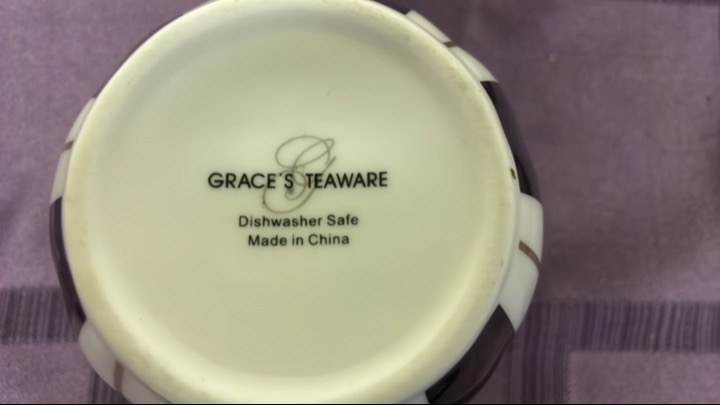 GRACE'S TEAWARE
Dishwasher Safe
Made in China